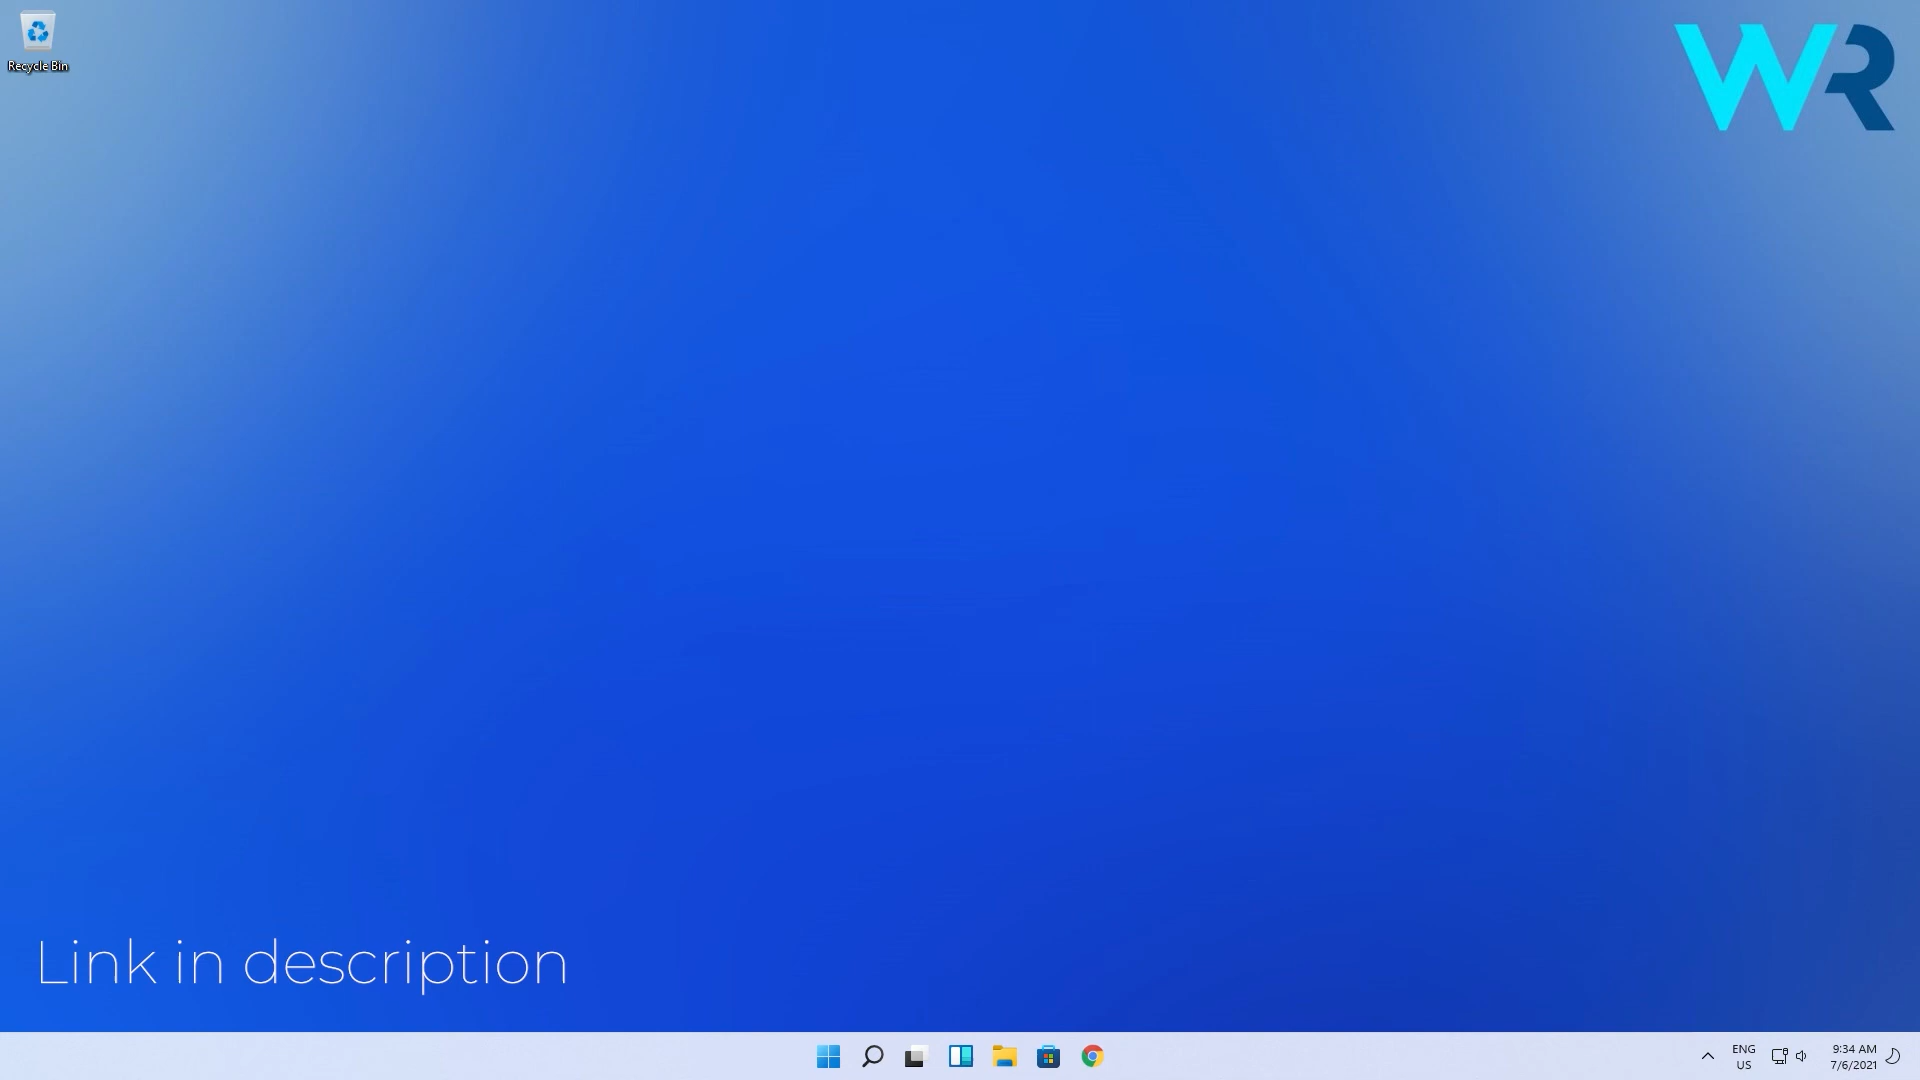 Recycle Bin
WR
Link in description
ENG
US
9:34 AM
7/6/2021